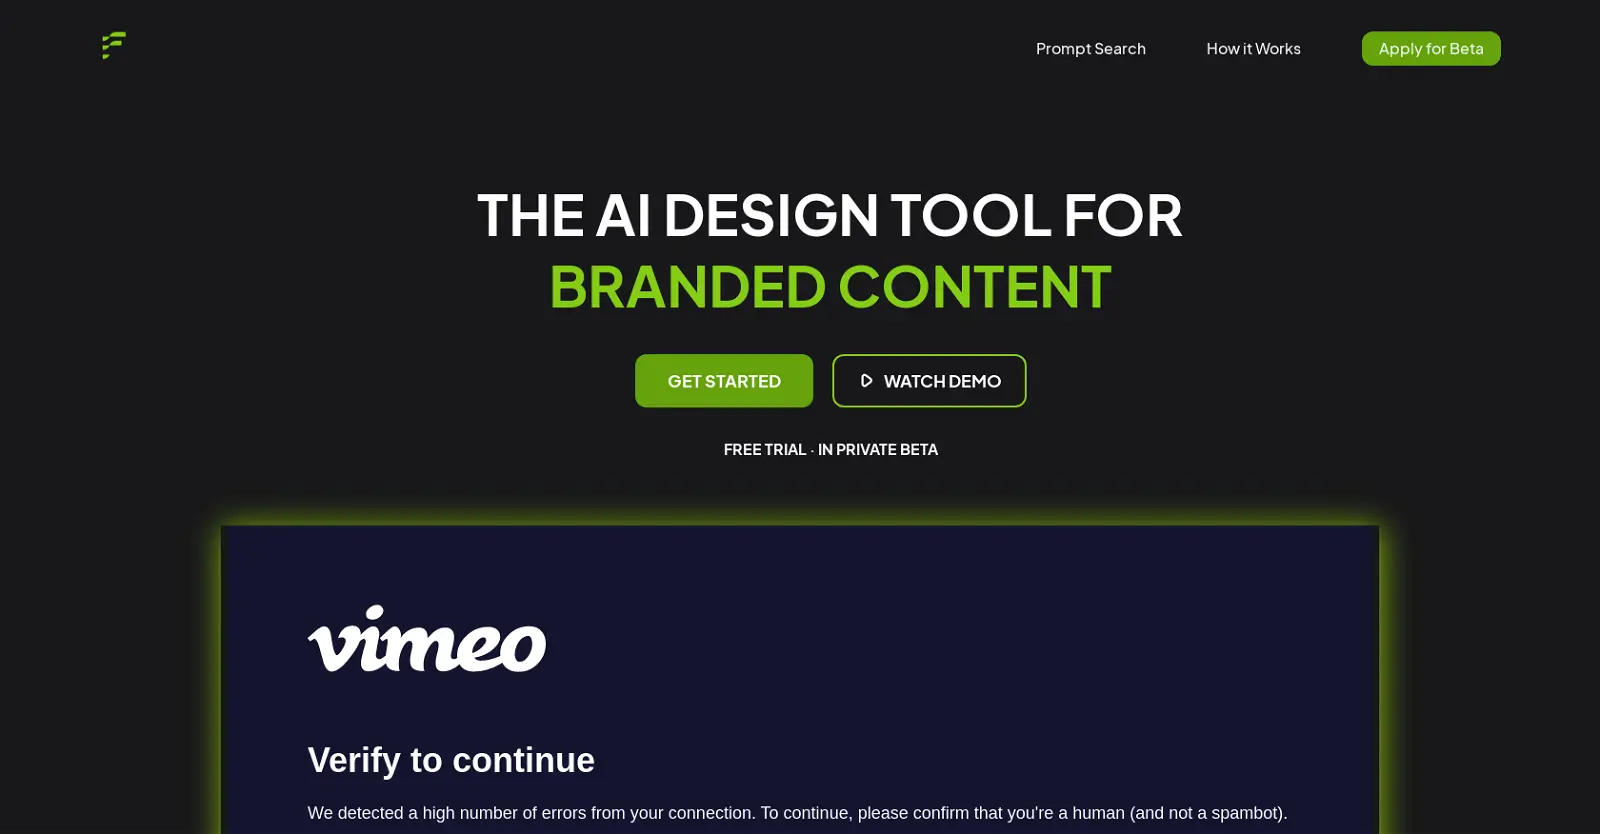 Prompt Search
How it Works
Apply for Beta
THE AI DESIGN TOOL FOR
BRANDED CONTENT
GET STARTED
WATCH DEMO
FREE TRIAL · IN PRIVATE BETA
vimeo
Verify to continue
We detected a high number of errors from your connection. To continue, please confirm that you're a human (and not a spambot).